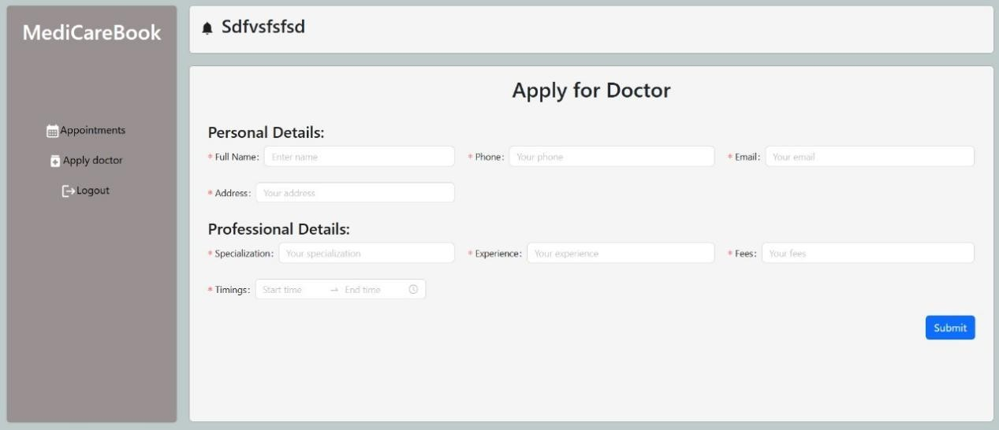 MediCareBook
Appointments
Apply doctor
Logout
Sdfvsfsfsd
Apply for Doctor
Personal Details:
* Full Name: Enter name * Phone: Your phone * Email: Your email
* Address: Your address
Professional Details:
* Specialization: Your specialization * Experience: Your experience * Fees: Your fees
* Timings: Start time → End time
Submit